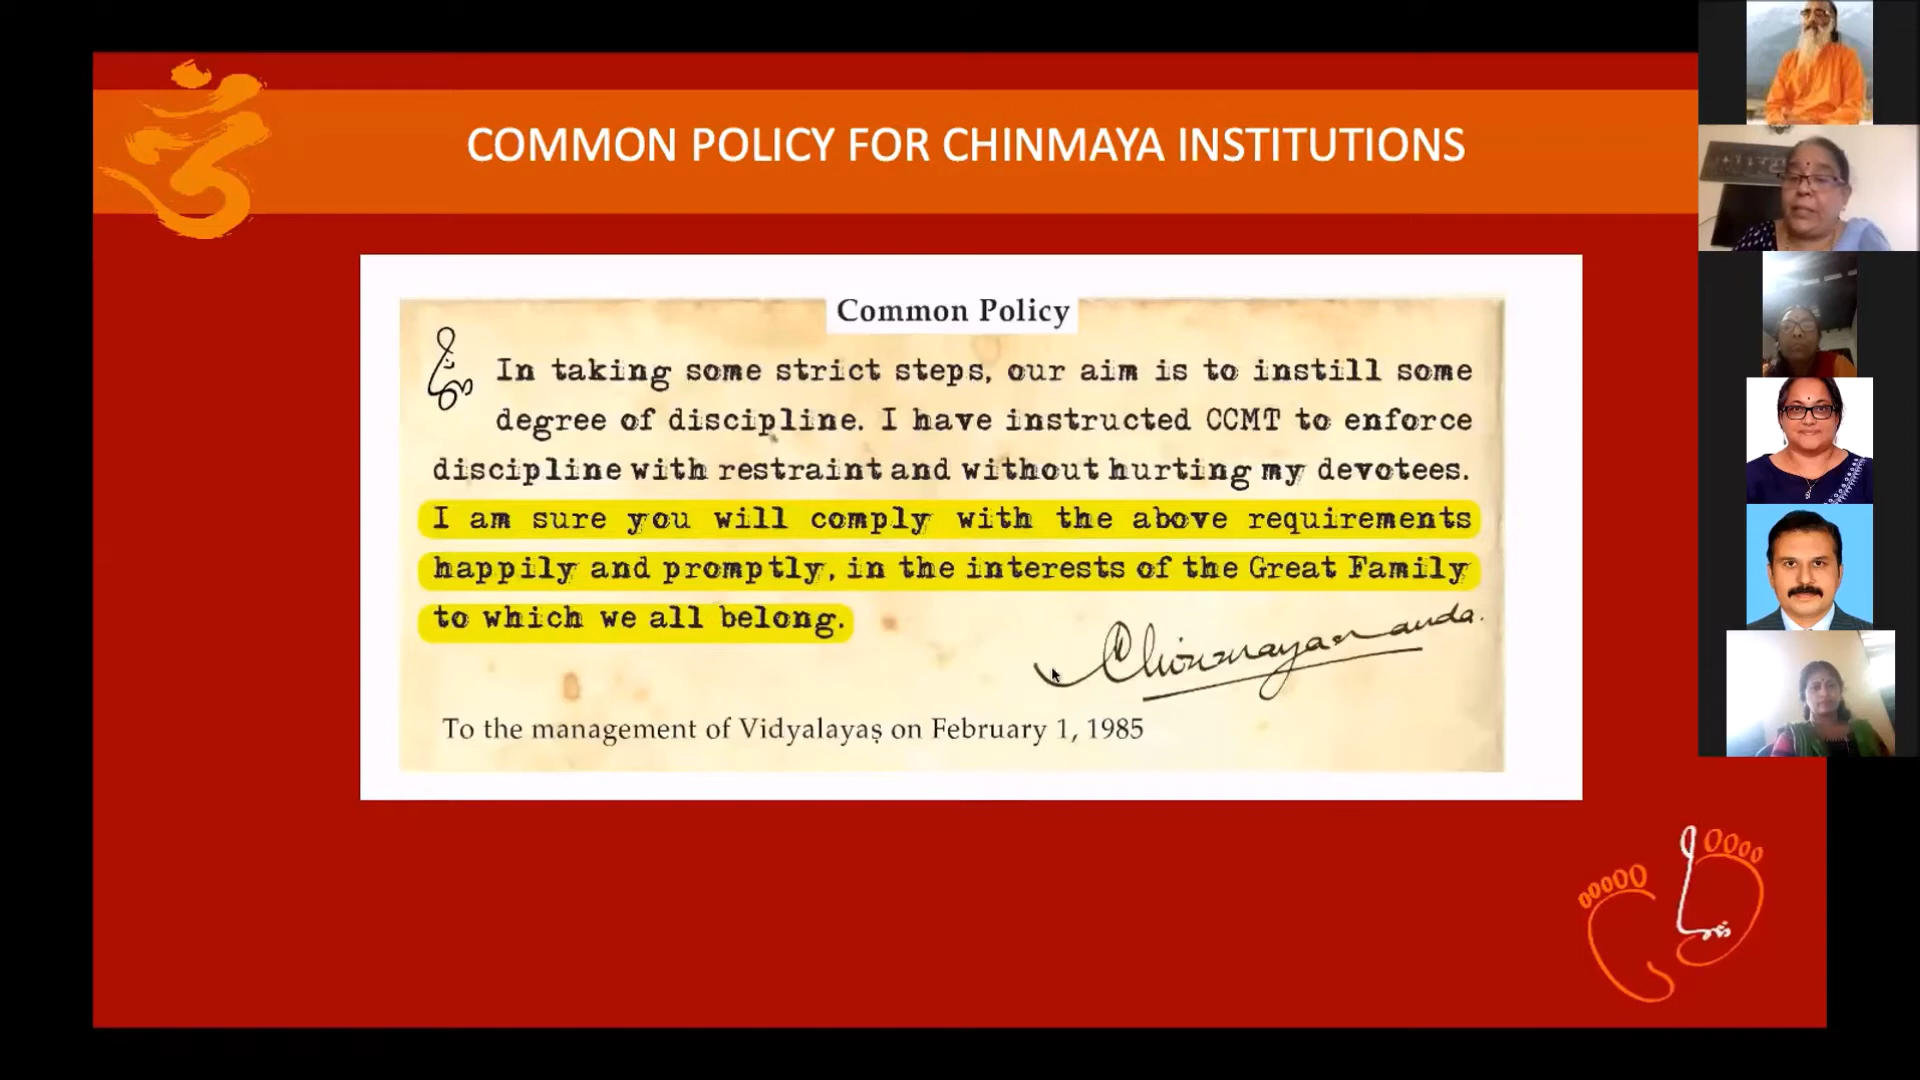 COMMON POLICY FOR CHINMAYA INSTITUTIONS
Common Policy
In taking some strict steps, our aim is to instill some
degree of discipline. I have instructed CCMT to enforce
discipline with restraint and without hurting my devotees.
I am sure you will comply with the above requirements
happily and promptly, in the interests of the Great Family
to which we all belong.
Chinmayananda.
To the management of Vidyalayaṣ on February 1, 1985